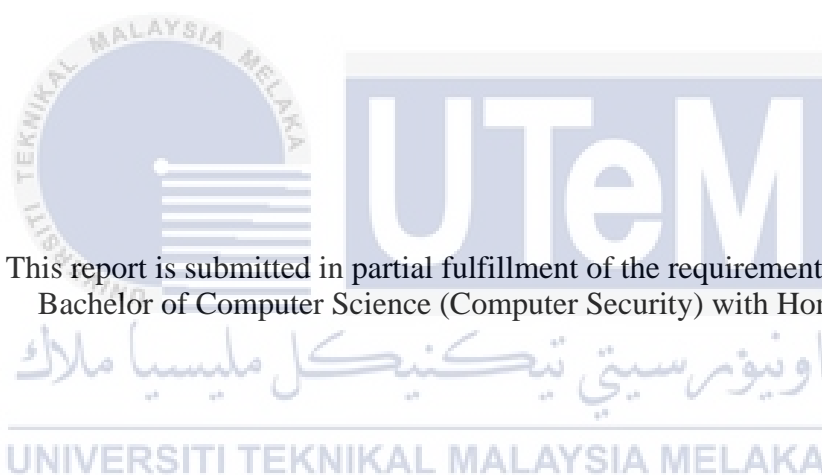 UNIVERSITI TEKNIKAL MALAYSIA MELAKA
UTeM
This report is submitted in partial fulfillment of the requirement
Bachelor of Computer Science (Computer Security) with Hon
اونيۏرسيتي تيكنيكل مليسيا ملاك
UNIVERSITI TEKNIKAL MALAYSIA MELAKA